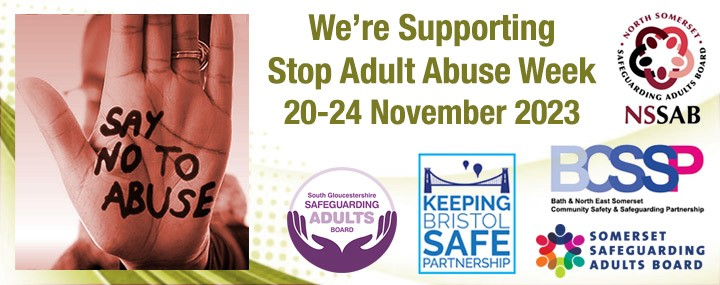 SAY
NO TO
ABUSE
We're Supporting
Stop Adult Abuse Week
20-24 November 2023
NORTH SOMERSET
SAFEGUARDING ADULTS BOARD
NSSAB
South Gloucestershire
SAFEGUARDING
ADULTS
BOARD
KEEPING
BRISTOL
SAFE
PARTNERSHIP
BCSSP
Bath & North East Somerset
Community Safety & Safeguarding Partnership
SOMERSET
SAFEGUARDING
ADULTS BOARD